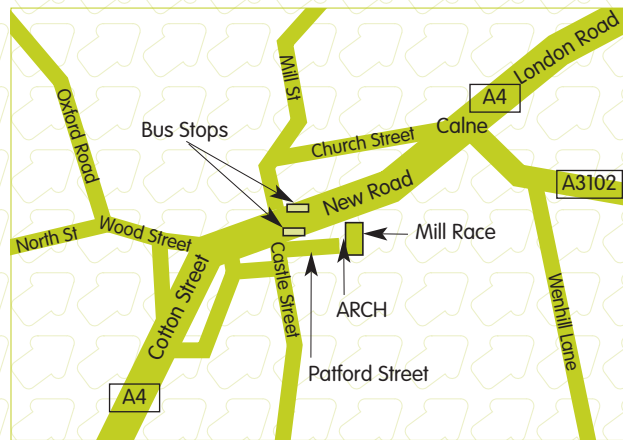 London Road
A4
Mill St
Oxford Road
Bus Stops
Church Street
Calne
New Road
A3102
Wood Street
North St
Mill Race
Castle Street
Cotton Street
ARCH
Wenhill Lane
Patford Street
A4